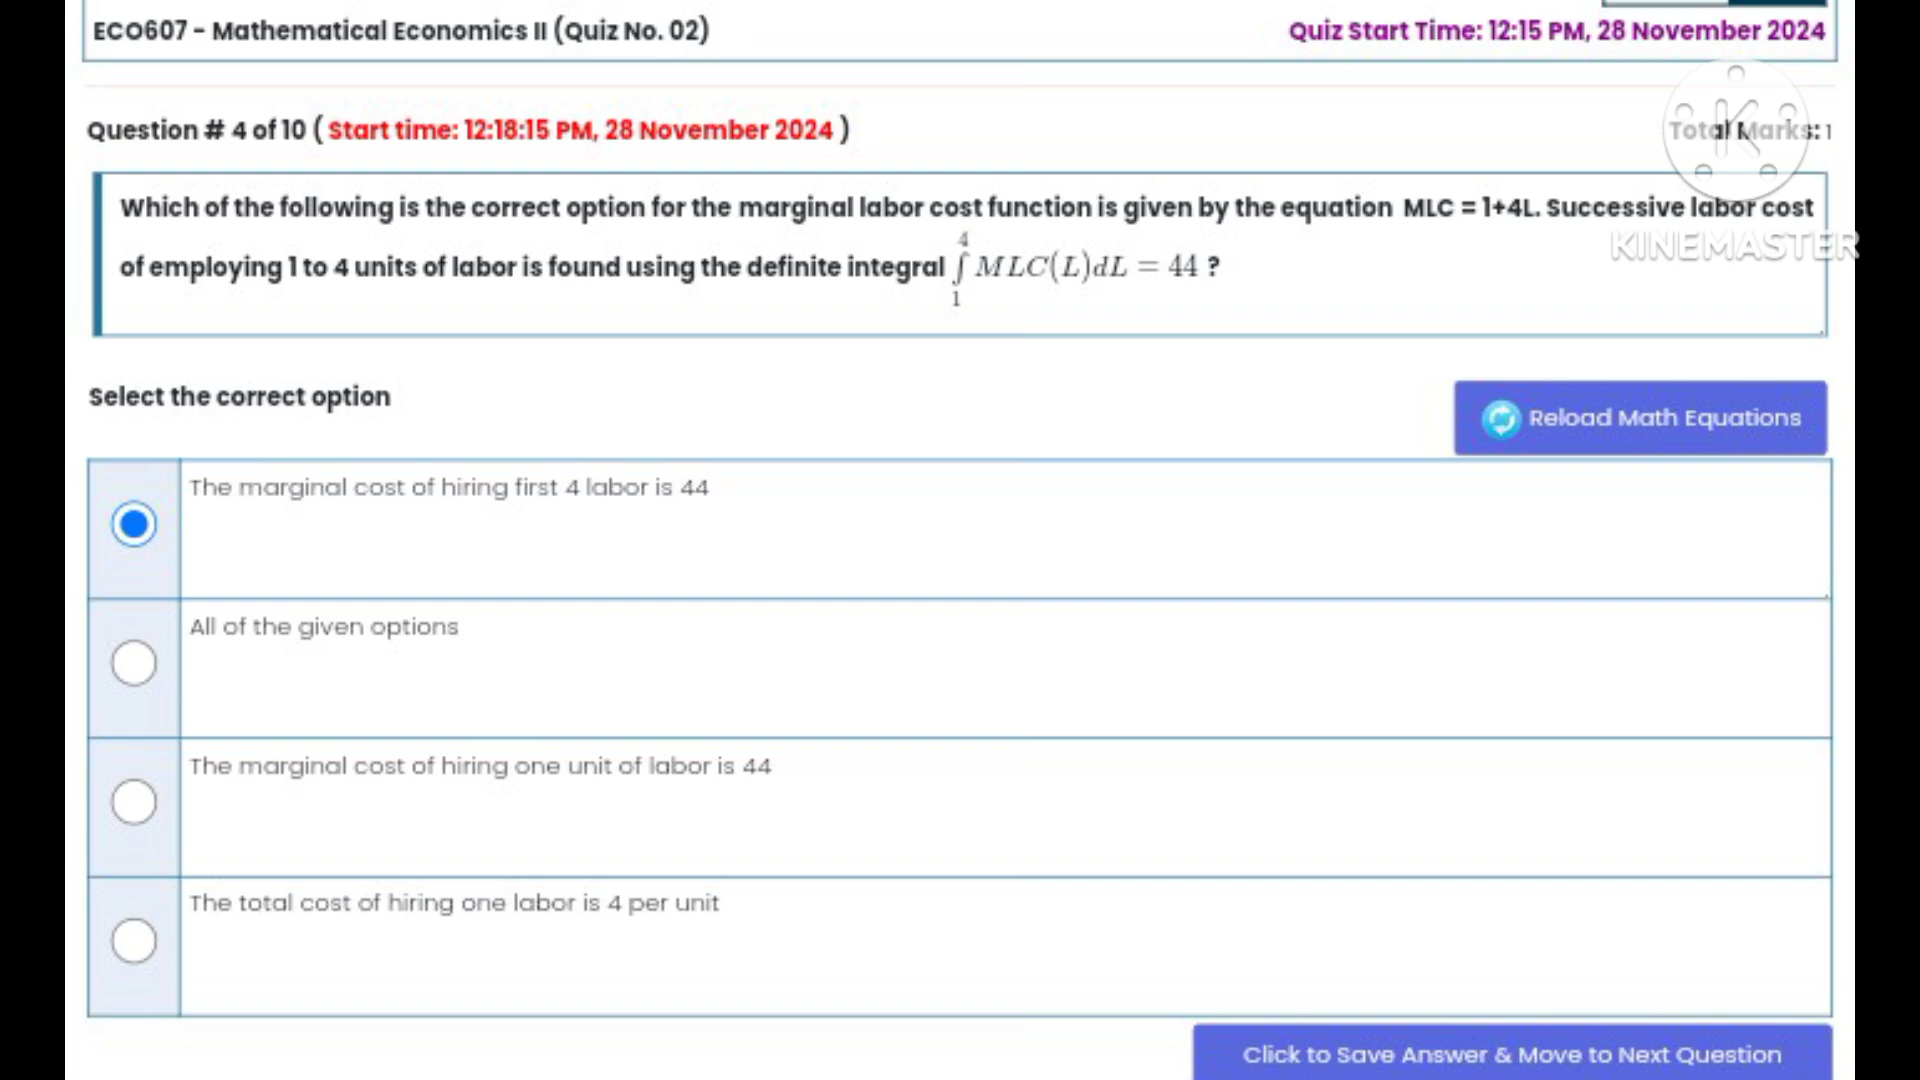 ECO607 - Mathematical Economics II (Quiz No. 02)
Quiz Start Time: 12:15 PM, 28 November 2024
Question # 4 of 10 ( Start time: 12:18:15 PM, 28 November 2024 )
Total Marks: 1
Which of the following is the correct option for the marginal labor cost function is given by the equation MLC = 1+4L. Successive labor cost
of employing 1 to 4 units of labor is found using the definite integral ∫₁⁴ MLC(L)dL = 44 ?
KINEMASTER
Select the correct option
Reload Math Equations
The marginal cost of hiring first 4 labor is 44
All of the given options
The marginal cost of hiring one unit of labor is 44
The total cost of hiring one labor is 4 per unit
Click to Save Answer & Move to Next Question